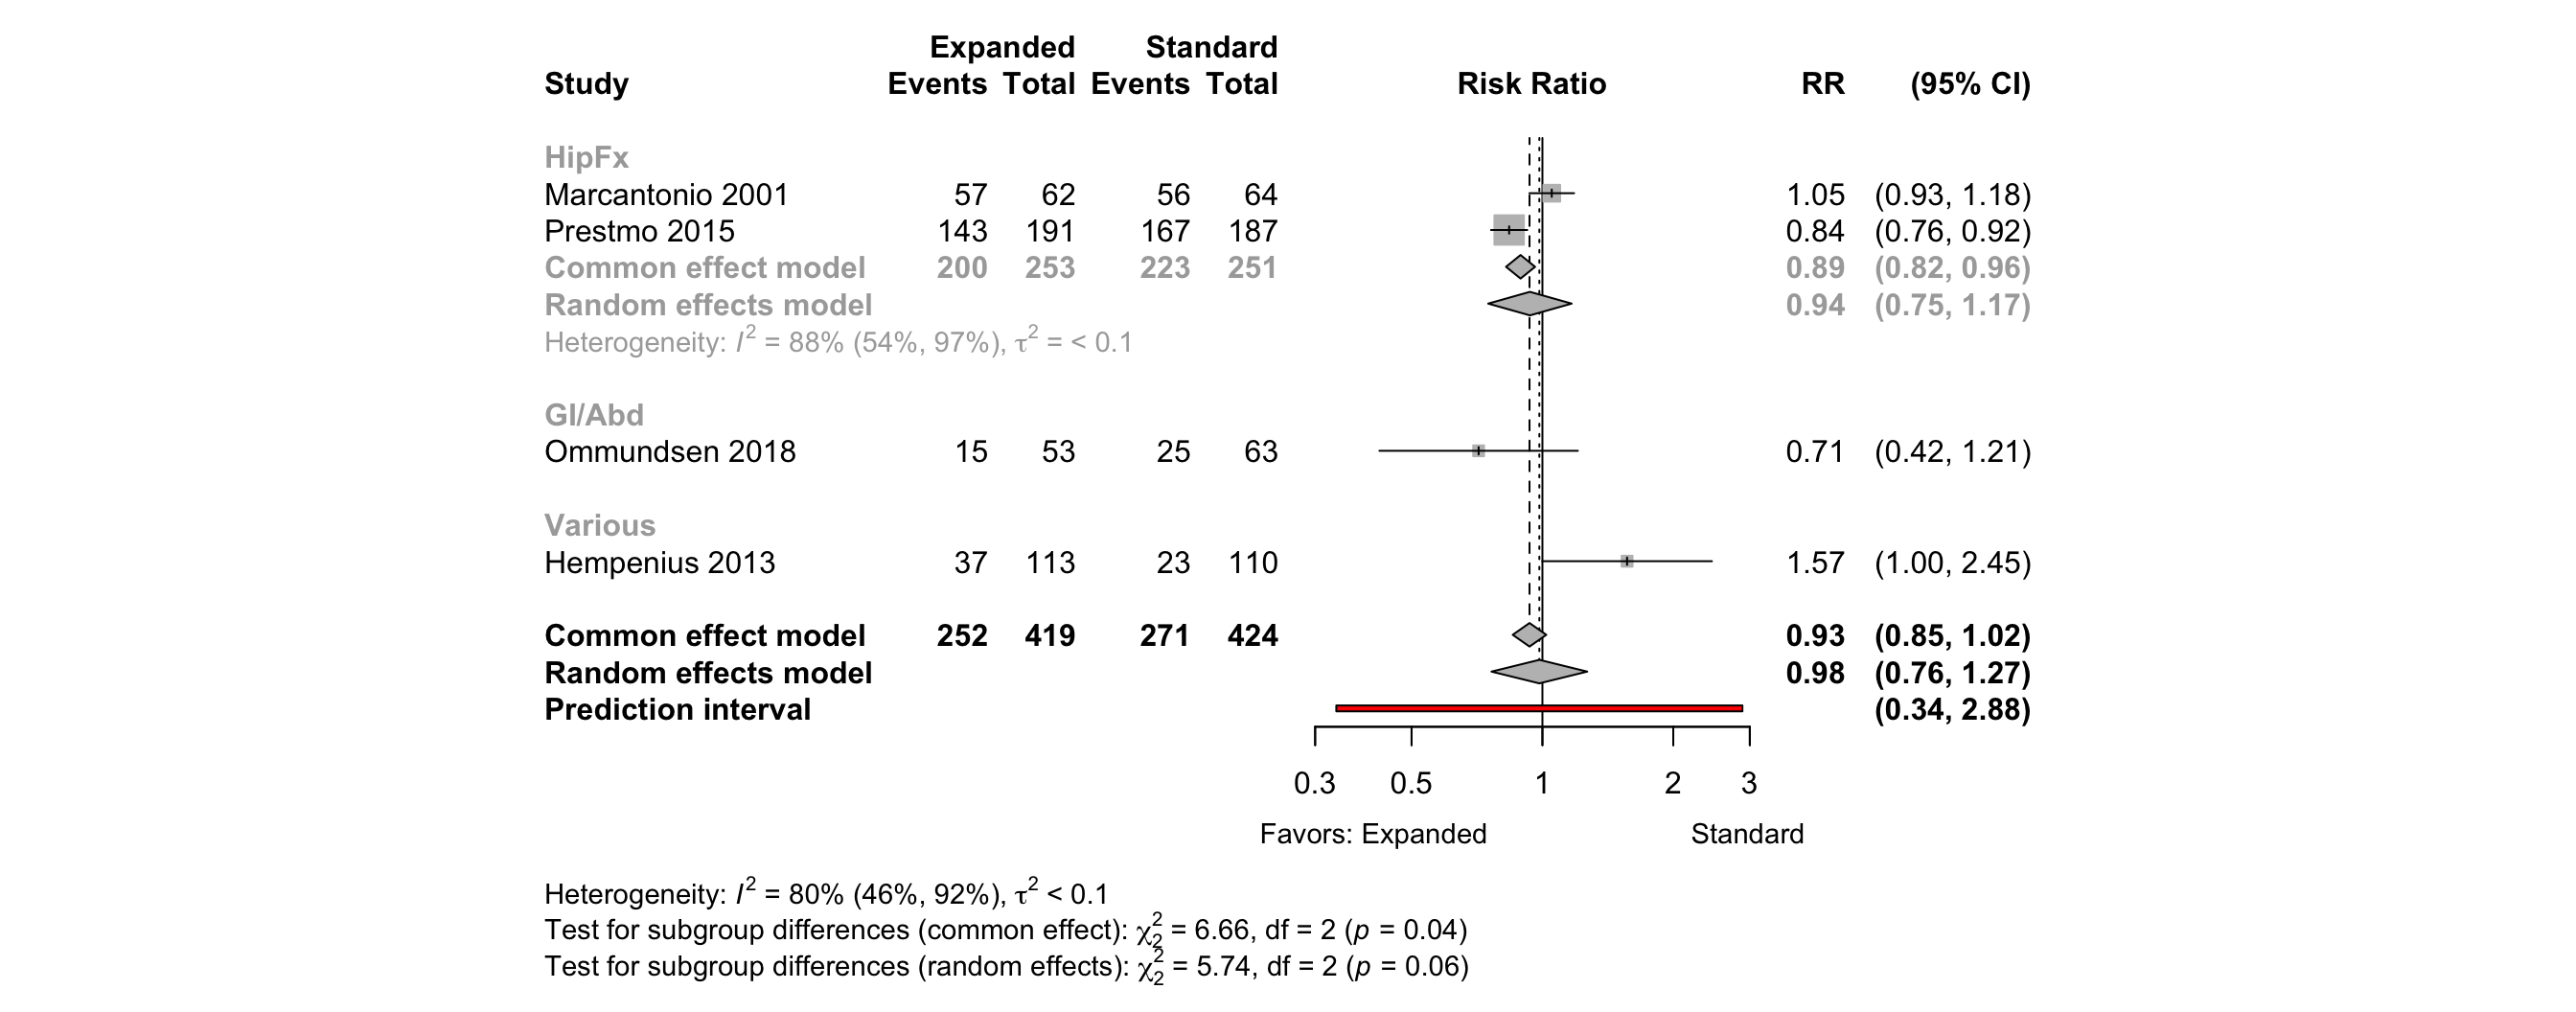 Expanded Standard
Study Events Total Events Total Risk Ratio RR (95% CI)
HipFx
Marcantonio 2001 57 62 56 64 1.05 (0.93, 1.18)
Prestmo 2015 143 191 167 187 0.84 (0.76, 0.92)
Common effect model 200 253 223 251 0.89 (0.82, 0.96)
Random effects model 0.94 (0.75, 1.17)
Heterogeneity: I² = 88% (54%, 97%), τ² = < 0.1
GI/Abd
Ommundsen 2018 15 53 25 63 0.71 (0.42, 1.21)
Various
Hempenius 2013 37 113 23 110 1.57 (1.00, 2.45)
Common effect model 252 419 271 424 0.93 (0.85, 1.02)
Random effects model 0.98 (0.76, 1.27)
Prediction interval (0.34, 2.88)
0.3 0.5 1 2 3
Favors: Expanded Standard
Heterogeneity: I² = 80% (46%, 92%), τ² < 0.1
Test for subgroup differences (common effect): χ²₂ = 6.66, df = 2 (p = 0.04)
Test for subgroup differences (random effects): χ²₂ = 5.74, df = 2 (p = 0.06)